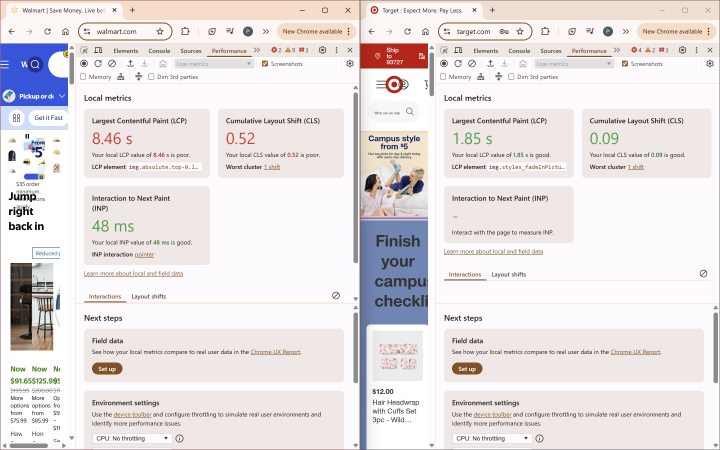 Walmart | Save Money. Live bet
walmart.com
New Chrome available
Elements
Console
Sources
Performance
2
9
3
Live metrics
Screenshots
Memory
Dim 3rd parties
Pickup or de
Get it Fast
$5
$35 order
minimum.
Jump
right
back in
Reduced p
Now
Now
$91.65
$125.99
$199.99
More
options
from
$75.99
More
options
from
$85.99
Haw
Hon
Local metrics
Largest Contentful Paint (LCP)
8.46 s
Your local LCP value of 8.46 s is poor.
LCP element img.absolute.top-0.l…
Cumulative Layout Shift (CLS)
0.52
Your local CLS value of 0.52 is poor.
Worst cluster 1 shift
Interaction to Next Paint
(INP)
48 ms
Your local INP value of 48 ms is good.
INP interaction pointer
Learn more about local and field data
Interactions
Layout shifts
Next steps
Field data
See how your local metrics compare to real user data in the Chrome UX Report.
Set up
Environment settings
Use the device toolbar and configure throttling to simulate real user environments and
identify more performance issues.
CPU: No throttling
Target : Expect More. Pay Less.
target.com
New Chrome available
Elements
Console
Sources
Performance
4
2
3
Live metrics
Screenshots
Memory
Dim 3rd parties
Ship
to
93727
What can we help
Campus style
from $5*
Finish
your
campus
checkli
$12.00
Hair Headwrap
with Cuffs Set
3pc - Wild…
Local metrics
Largest Contentful Paint (LCP)
1.85 s
Your local LCP value of 1.85 s is good.
LCP element img.styles_fadeInPictu…
Cumulative Layout Shift (CLS)
0.09
Your local CLS value of 0.09 is good.
Worst cluster 1 shift
Interaction to Next Paint (INP)
-
Interact with the page to measure INP.
Learn more about local and field data
Interactions
Layout shifts
Next steps
Field data
See how your local metrics compare to real user data in the Chrome UX Report.
Set up
Environment settings
Use the device toolbar and configure throttling to simulate real user environments and
identify more performance issues.
CPU: No throttling